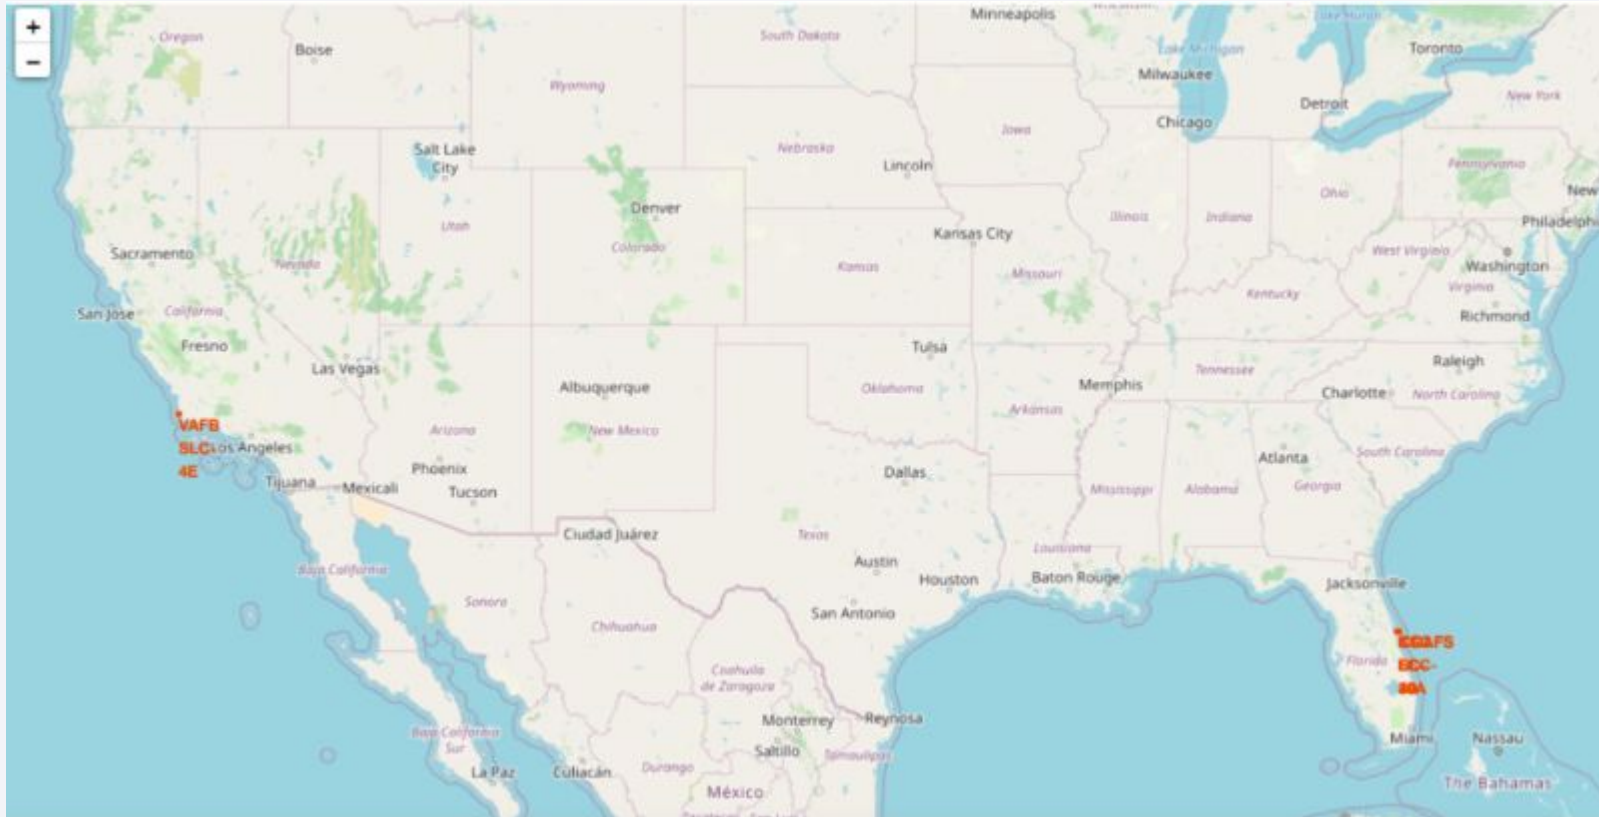 +
−
Minneapolis
Lake Huron
Oregon
Boise
South Dakota
Lake Michigan
Toronto
Milwaukee
Wyoming
Detroit
New York
Iowa
Chicago
Salt Lake
City
Nebraska
Lincoln
Pennsylvania
Ohio
New
Denver
Illinois
Indiana
Philadelphi
Utah
Colorado
Kansas City
Sacramento
West Virginia
Nevada
Kansas
Missouri
Washington
Virginia
Kentucky
San Jose
California
Richmond
Fresno
Tulsa
Las Vegas
Tennessee
Raleigh
Albuquerque
Oklahoma
Memphis
Charlotte
North Carolina
Arkansas
VAFB
SLC-
4E
Los Angeles
Arizona
New Mexico
Atlanta
South Carolina
Phoenix
Dallas
Tijuana
Mexicali
Tucson
Mississippi
Alabama
Georgia
Ciudad Juárez
Texas
Louisiana
Austin
Houston
Baton Rouge
Jacksonville
Baja California
Sonora
San Antonio
Chihuahua
Florida
Coahuila
de Zaragoza
Monterrey
Reynosa
Baja California
Sur
Saltillo
Tamaulipas
Miami
Nassau
La Paz
Culiacán
Durango
México
The Bahamas